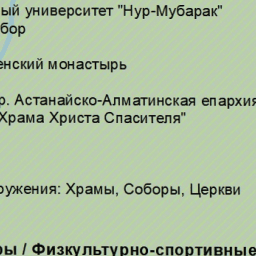 ый университет "Нур-Мубарак"
бор
енский монастырь
р. Астанайско-Алматинская епархия
Храма Христа Спасителя"
ружения: Храмы, Соборы, Церкви
ры / Физкультурно-спортивные